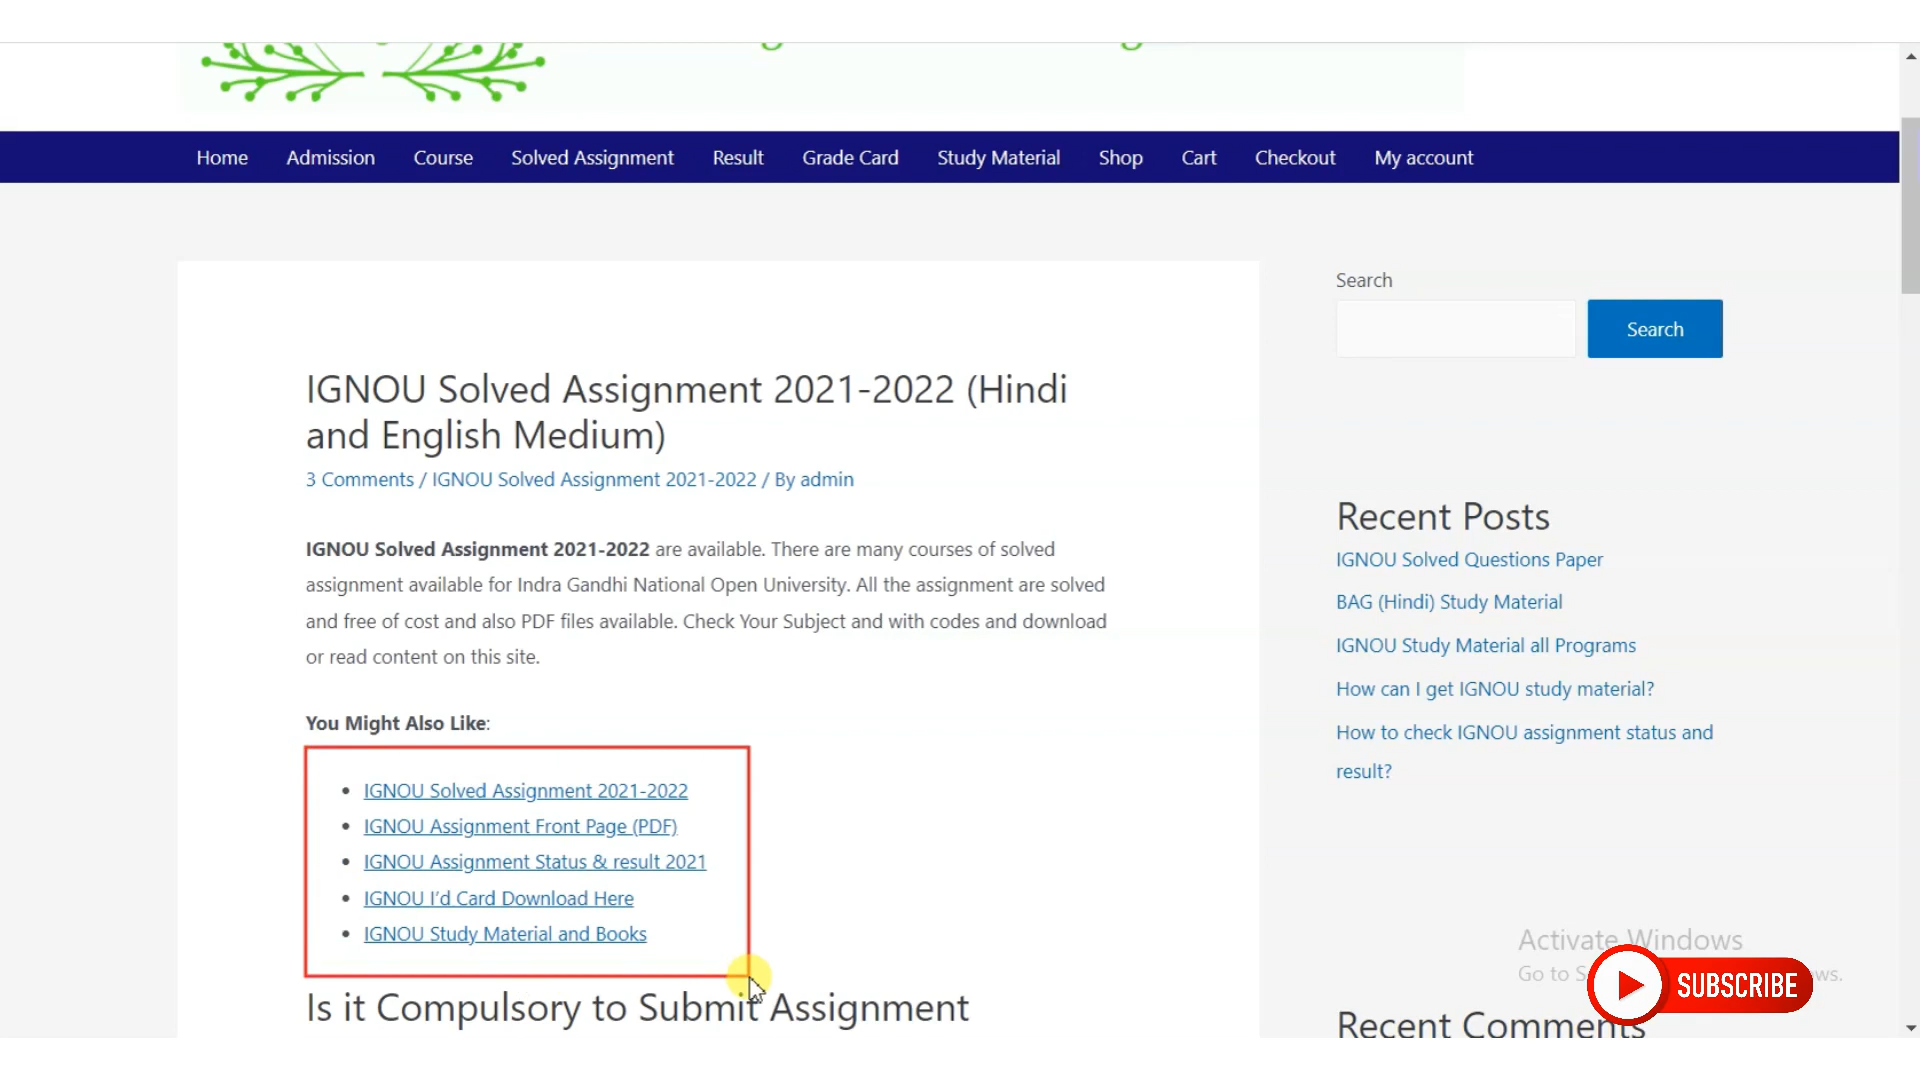 Home Admission Course Solved Assignment Result Grade Card Study Material Shop Cart Checkout My account
IGNOU Solved Assignment 2021-2022 (Hindi
and English Medium)
3 Comments / IGNOU Solved Assignment 2021-2022 / By admin
IGNOU Solved Assignment 2021-2022 are available. There are many courses of solved
assignment available for Indra Gandhi National Open University. All the assignment are solved
and free of cost and also PDF files available. Check Your Subject and with codes and download
or read content on this site.
You Might Also Like:
• IGNOU Solved Assignment 2021-2022
• IGNOU Assignment Front Page (PDF)
• IGNOU Assignment Status & result 2021
• IGNOU I'd Card Download Here
• IGNOU Study Material and Books
Is it Compulsory to Submit Assignment
Search
Search
Recent Posts
IGNOU Solved Questions Paper
BAG (Hindi) Study Material
IGNOU Study Material all Programs
How can I get IGNOU study material?
How to check IGNOU assignment status and
result?
Activate Windows
Go to
SUBSCRIBE
Recent Comments